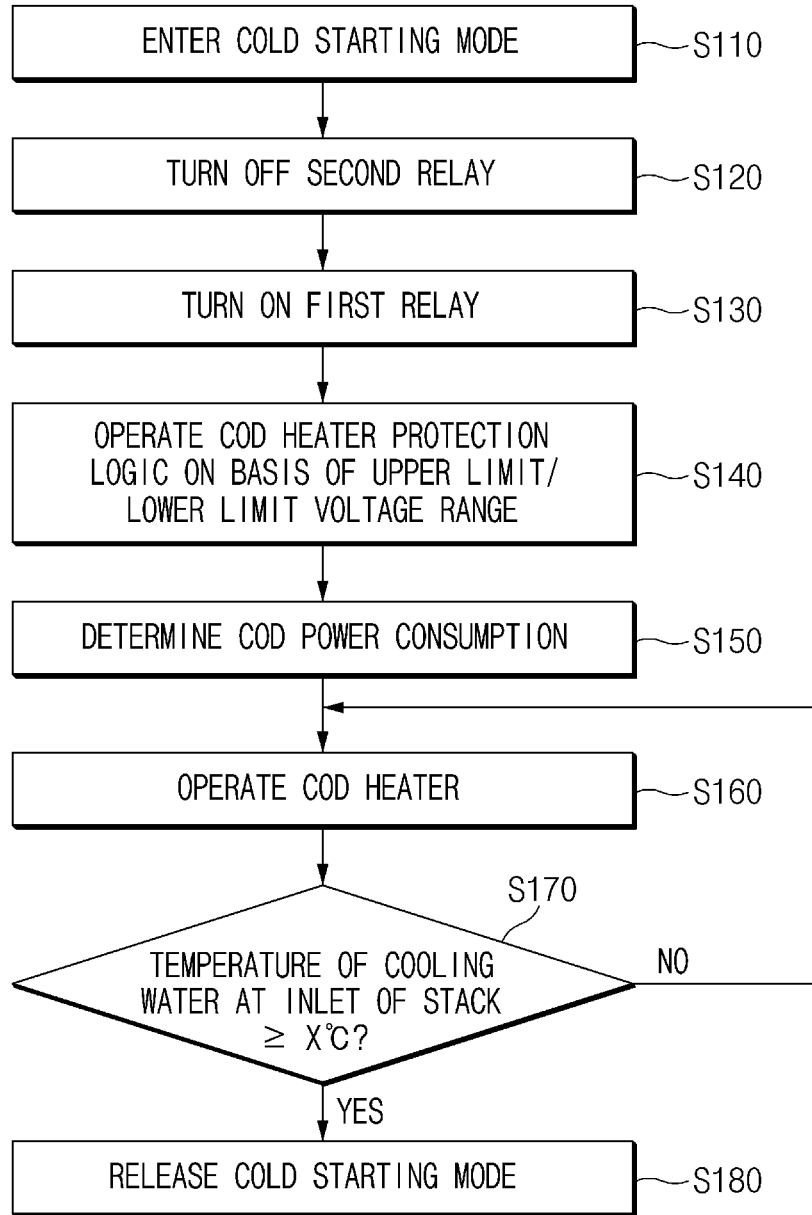 ENTER COLD STARTING MODE
S110
TURN OFF SECOND RELAY
S120
TURN ON FIRST RELAY
S130
OPERATE COD HEATER PROTECTION
LOGIC ON BASIS OF UPPER LIMIT/
LOWER LIMIT VOLTAGE RANGE
S140
DETERMINE COD POWER CONSUMPTION
S150
OPERATE COD HEATER
S160
S170
TEMPERATURE OF COOLING
WATER AT INLET OF STACK
≥ X℃?
NO
YES
RELEASE COLD STARTING MODE
S180